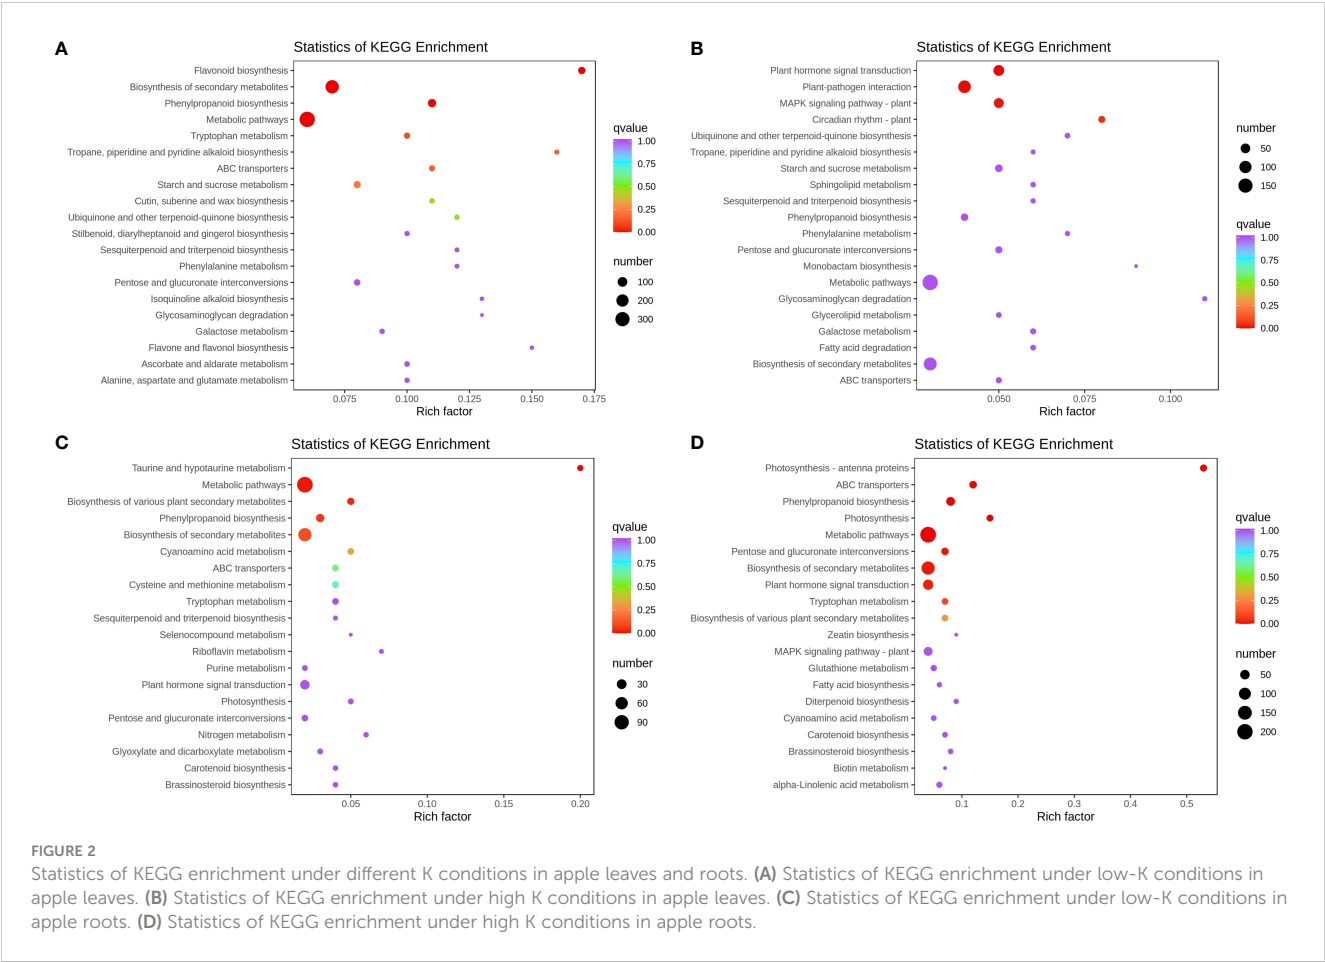 A
Statistics of KEGG Enrichment
Flavonoid biosynthesis
Biosynthesis of secondary metabolites
Phenylpropanoid biosynthesis
Metabolic pathways
Tryptophan metabolism
Tropane, piperidine and pyridine alkaloid biosynthesis
ABC transporters
Starch and sucrose metabolism
Cutin, suberine and wax biosynthesis
Ubiquinone and other terpenoid-quinone biosynthesis
Stilbenoid, diarylheptanoid and gingerol biosynthesis
Sesquiterpenoid and triterpenoid biosynthesis
Phenylalanine metabolism
Pentose and glucuronate interconversions
Isoquinoline alkaloid biosynthesis
Glycosaminoglycan degradation
Galactose metabolism
Flavone and flavonol biosynthesis
Ascorbate and aldarate metabolism
Alanine, aspartate and glutamate metabolism
0.075 0.100 0.125 0.150 0.175
Rich factor
qvalue
1.00
0.75
0.50
0.25
0.00
number
100
200
300
B
Statistics of KEGG Enrichment
Plant hormone signal transduction
Plant-pathogen interaction
MAPK signaling pathway - plant
Circadian rhythm - plant
Ubiquinone and other terpenoid-quinone biosynthesis
Tropane, piperidine and pyridine alkaloid biosynthesis
Starch and sucrose metabolism
Sphingolipid metabolism
Sesquiterpenoid and triterpenoid biosynthesis
Phenylpropanoid biosynthesis
Phenylalanine metabolism
Pentose and glucuronate interconversions
Monobactam biosynthesis
Metabolic pathways
Glycosaminoglycan degradation
Glycerolipid metabolism
Galactose metabolism
Fatty acid degradation
Biosynthesis of secondary metabolites
ABC transporters
0.050 0.075 0.100
Rich factor
number
50
100
150
qvalue
1.00
0.75
0.50
0.25
0.00
C
Statistics of KEGG Enrichment
Taurine and hypotaurine metabolism
Metabolic pathways
Biosynthesis of various plant secondary metabolites
Phenylpropanoid biosynthesis
Biosynthesis of secondary metabolites
Cyanoamino acid metabolism
ABC transporters
Cysteine and methionine metabolism
Tryptophan metabolism
Sesquiterpenoid and triterpenoid biosynthesis
Selenocompound metabolism
Riboflavin metabolism
Purine metabolism
Plant hormone signal transduction
Photosynthesis
Pentose and glucuronate interconversions
Nitrogen metabolism
Glyoxylate and dicarboxylate metabolism
Carotenoid biosynthesis
Brassinosteroid biosynthesis
0.05 0.10 0.15 0.20
Rich factor
qvalue
1.00
0.75
0.50
0.25
0.00
number
30
60
90
D
Statistics of KEGG Enrichment
Photosynthesis - antenna proteins
ABC transporters
Phenylpropanoid biosynthesis
Photosynthesis
Metabolic pathways
Pentose and glucuronate interconversions
Biosynthesis of secondary metabolites
Plant hormone signal transduction
Tryptophan metabolism
Biosynthesis of various plant secondary metabolites
Zeatin biosynthesis
MAPK signaling pathway - plant
Glutathione metabolism
Fatty acid biosynthesis
Diterpenoid biosynthesis
Cyanoamino acid metabolism
Carotenoid biosynthesis
Brassinosteroid biosynthesis
Biotin metabolism
alpha-Linolenic acid metabolism
0.1 0.2 0.3 0.4 0.5
Rich factor
qvalue
1.00
0.75
0.50
0.25
0.00
number
50
100
150
200
FIGURE 2
Statistics of KEGG enrichment under different K conditions in apple leaves and roots. (A) Statistics of KEGG enrichment under low-K conditions in
apple leaves. (B) Statistics of KEGG enrichment under high K conditions in apple leaves. (C) Statistics of KEGG enrichment under low-K conditions in
apple roots. (D) Statistics of KEGG enrichment under high K conditions in apple roots.